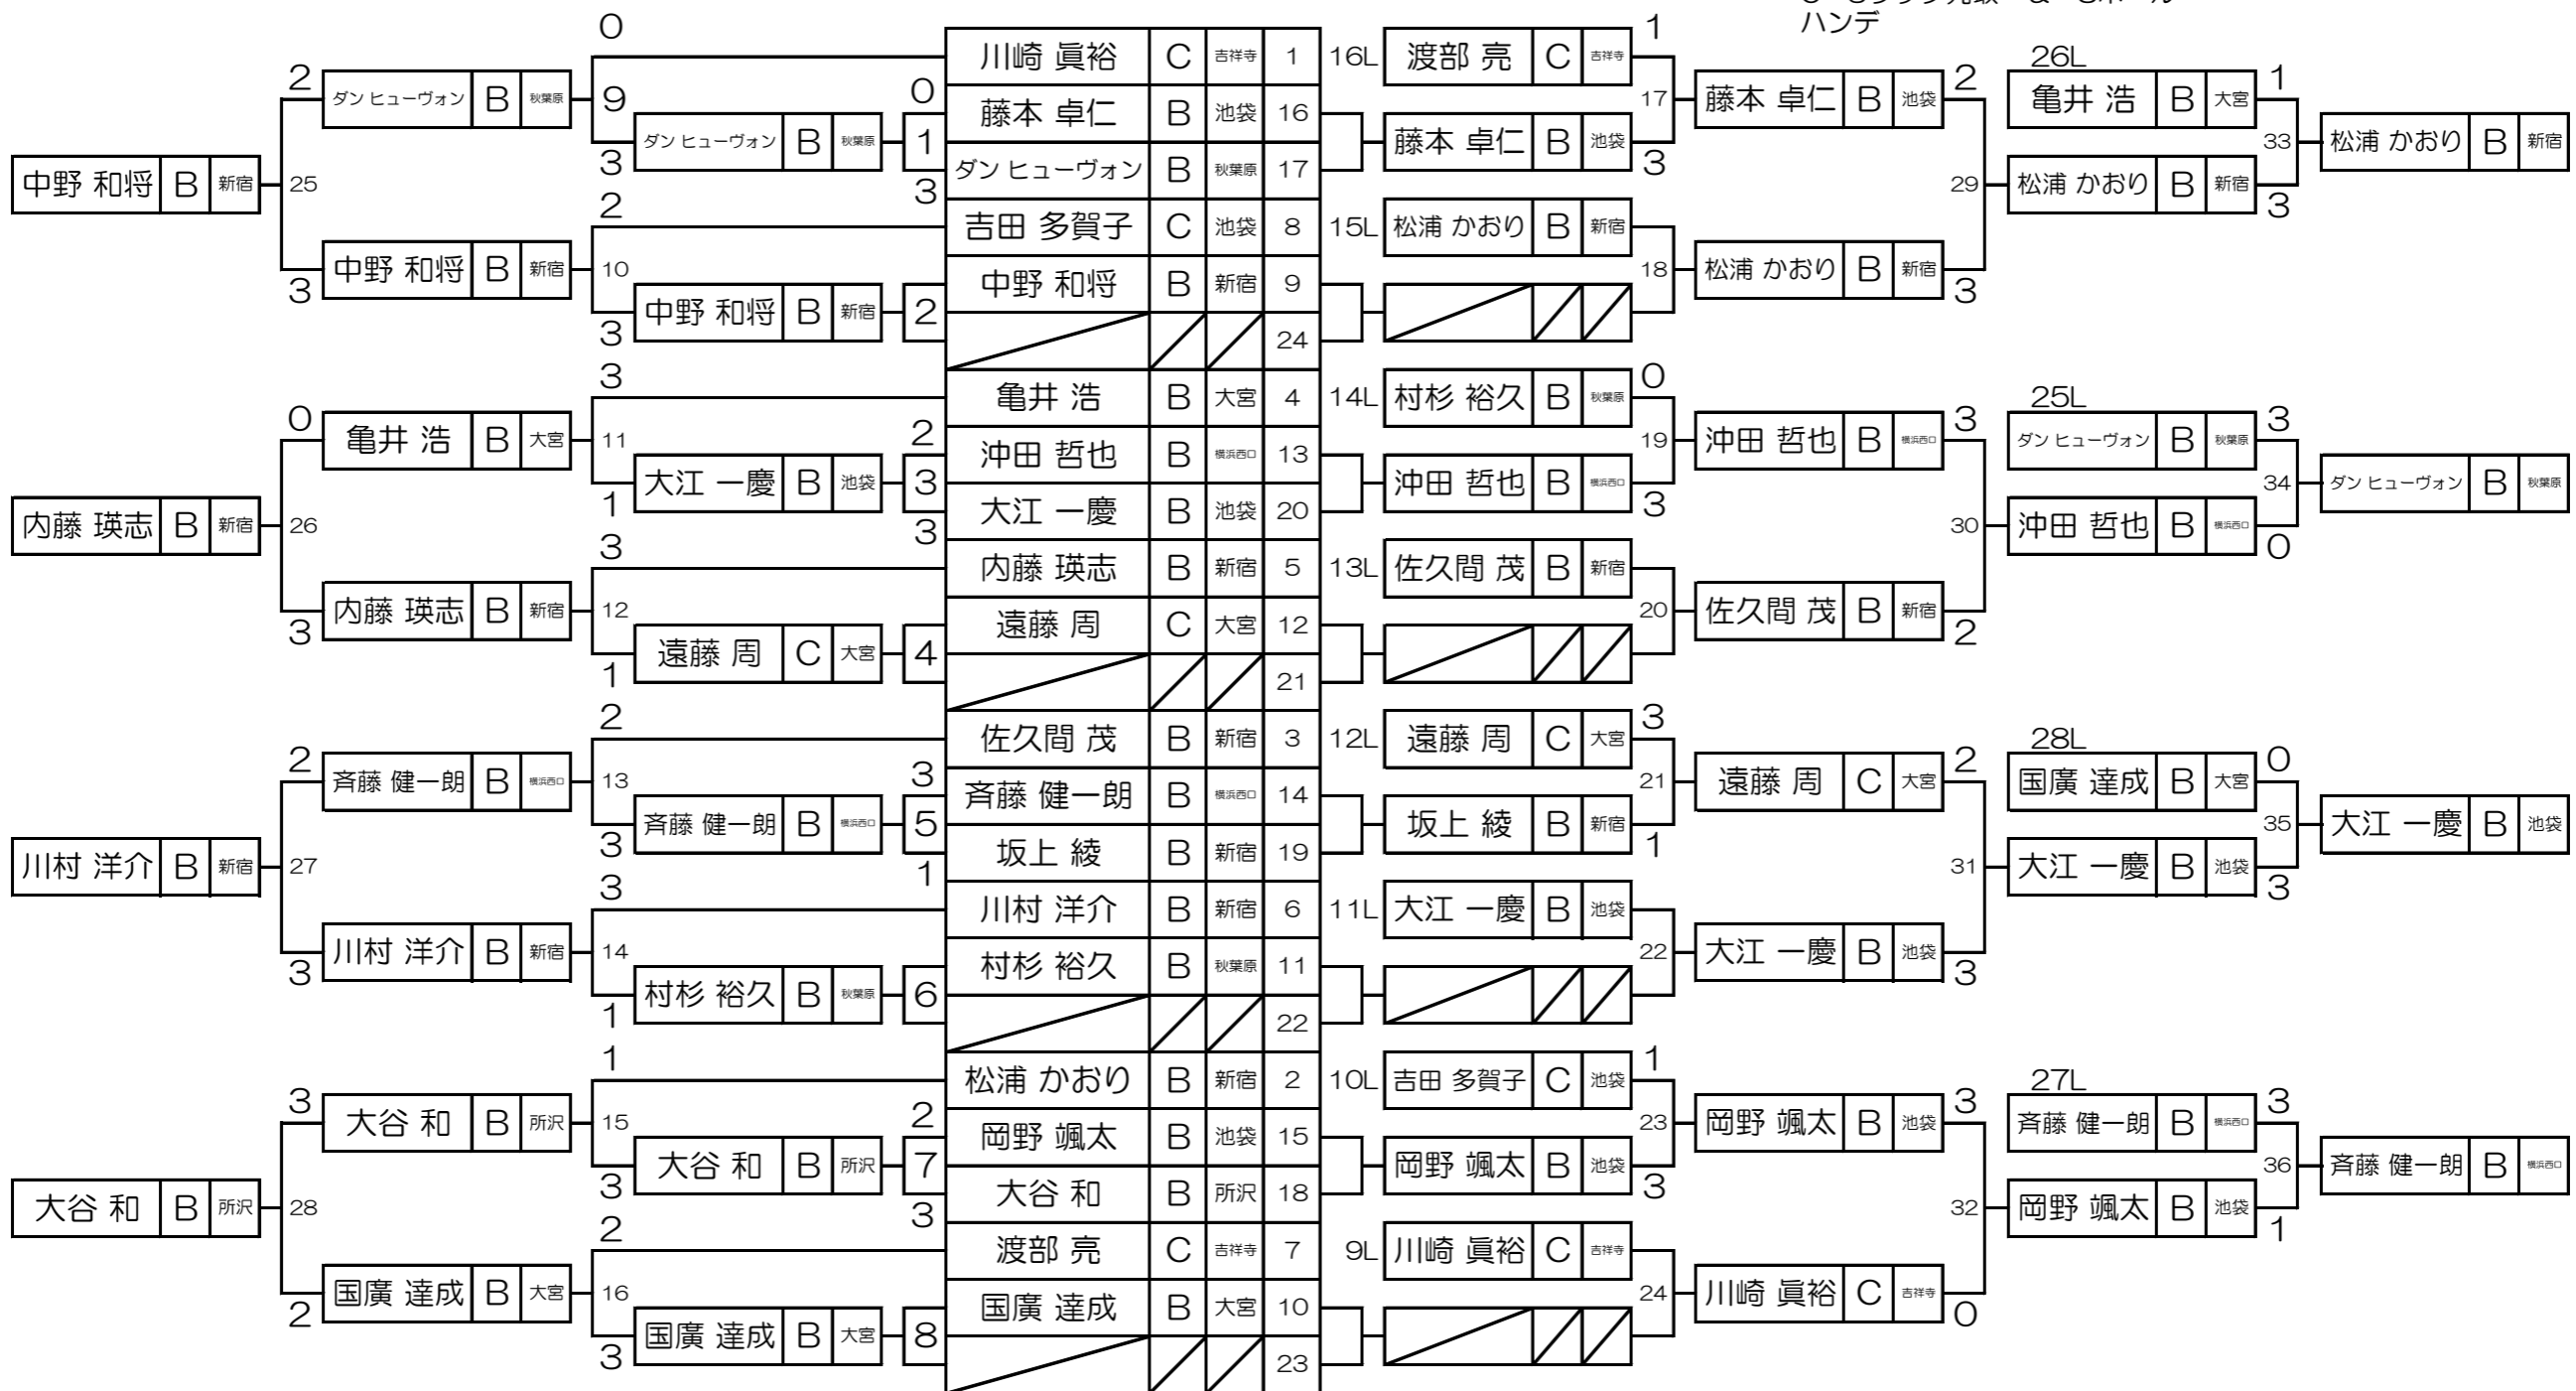 ハンデ
0
川崎 眞裕 C 吉祥寺 1
16L 渡部 亮 C 吉祥寺 1
26L
2 ダン ヒューヴォン B 秋葉原 9
0 藤本 卓仁 B 池袋 16
17 藤本 卓仁 B 池袋 2
亀井 浩 B 大宮 1
3 ダン ヒューヴォン B 秋葉原 1
藤本 卓仁 B 池袋 3
33 松浦 かおり B 新宿
中野 和将 B 新宿 25
3 ダン ヒューヴォン B 秋葉原 17
29 松浦 かおり B 新宿 3
2
吉田 多賀子 C 池袋 8
15L 松浦 かおり B 新宿
3 中野 和将 B 新宿 10
中野 和将 B 新宿 9
18 松浦 かおり B 新宿 3
3 中野 和将 B 新宿 2
24
3
亀井 浩 B 大宮 4
14L 村杉 裕久 B 秋葉原 0
25L
0 亀井 浩 B 大宮 11
2 沖田 哲也 B 横浜西口 13
19 沖田 哲也 B 横浜西口 3
ダン ヒューヴォン B 秋葉原 3
1 大江 一慶 B 池袋 3
沖田 哲也 B 横浜西口 3
34 ダン ヒューヴォン B 秋葉原
内藤 瑛志 B 新宿 26
3 大江 一慶 B 池袋 20
30 沖田 哲也 B 横浜西口 0
3
内藤 瑛志 B 新宿 5
13L 佐久間 茂 B 新宿
3 内藤 瑛志 B 新宿 12
遠藤 周 C 大宮 12
20 佐久間 茂 B 新宿 2
1 遠藤 周 C 大宮 4
21
2
佐久間 茂 B 新宿 3
12L 遠藤 周 C 大宮 3
28L
2 斉藤 健一朗 B 横浜西口 13
3 斉藤 健一朗 B 横浜西口 14
21 遠藤 周 C 大宮 2
国廣 達成 B 大宮 0
3 斉藤 健一朗 B 横浜西口 5
坂上 綾 B 新宿 1
35 大江 一慶 B 池袋
川村 洋介 B 新宿 27
1 坂上 綾 B 新宿 19
31 大江 一慶 B 池袋 3
3
川村 洋介 B 新宿 6
11L 大江 一慶 B 池袋
3 川村 洋介 B 新宿 14
村杉 裕久 B 秋葉原 11
22 大江 一慶 B 池袋 3
1 村杉 裕久 B 秋葉原 6
22
1
松浦 かおり B 新宿 2
10L 吉田 多賀子 C 池袋 1
27L
3 大谷 和 B 所沢 15
2 岡野 颯太 B 池袋 15
23 岡野 颯太 B 池袋 3
斉藤 健一朗 B 横浜西口 3
3 大谷 和 B 所沢 7
岡野 颯太 B 池袋 3
36 斉藤 健一朗 B 横浜西口
大谷 和 B 所沢 28
3 大谷 和 B 所沢 18
32 岡野 颯太 B 池袋 1
2
渡部 亮 C 吉祥寺 7
9L 川崎 眞裕 C 吉祥寺
2 国廣 達成 B 大宮 16
国廣 達成 B 大宮 10
24 川崎 眞裕 C 吉祥寺 0
3 国廣 達成 B 大宮 8
23